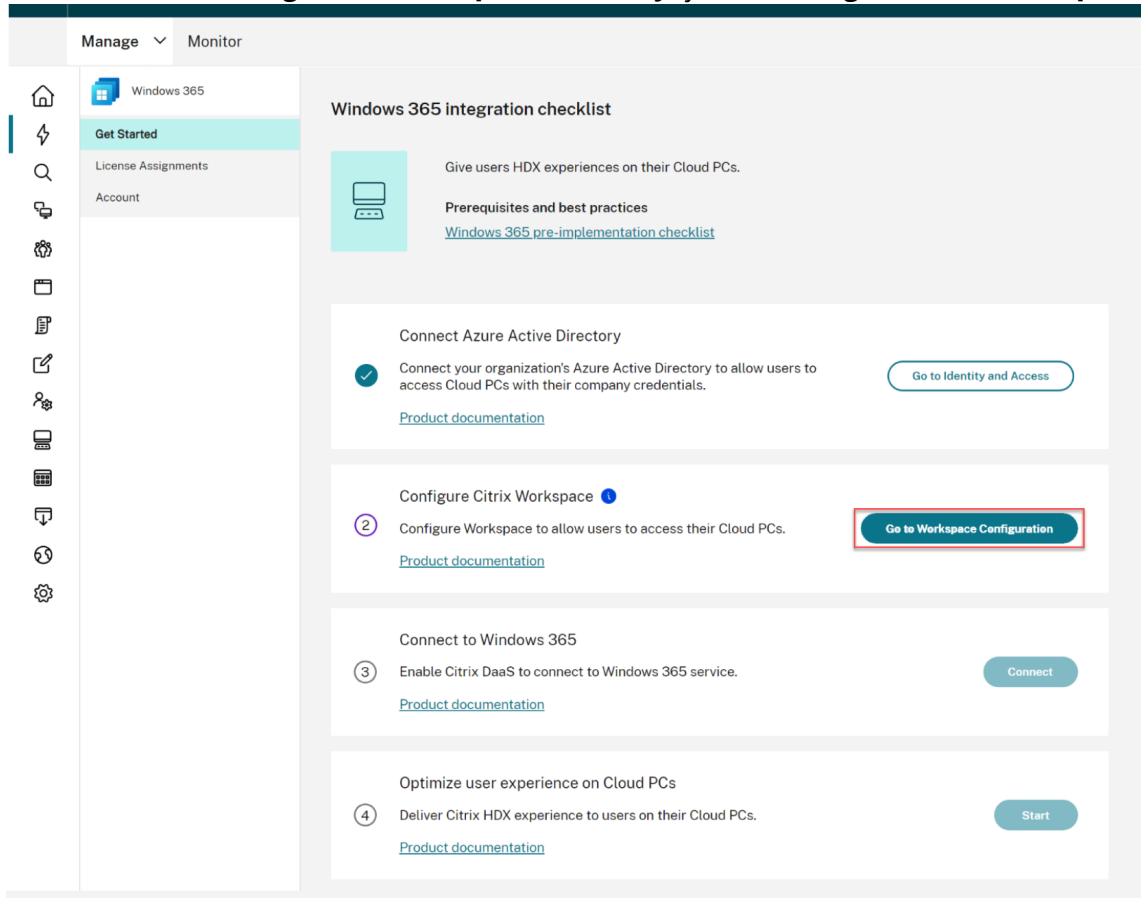 Manage Monitor
Windows 365
Get Started
License Assignments
Account
Windows 365 integration checklist
Give users HDX experiences on their Cloud PCs.
Prerequisites and best practices
Windows 365 pre-implementation checklist
Connect Azure Active Directory
Connect your organization's Azure Active Directory to allow users to
access Cloud PCs with their company credentials.
Product documentation
Go to Identity and Access
Configure Citrix Workspace i
2
Configure Workspace to allow users to access their Cloud PCs.
Product documentation
Go to Workspace Configuration
Connect to Windows 365
3
Enable Citrix DaaS to connect to Windows 365 service.
Product documentation
Connect
Optimize user experience on Cloud PCs
4
Deliver Citrix HDX experience to users on their Cloud PCs.
Product documentation
Start